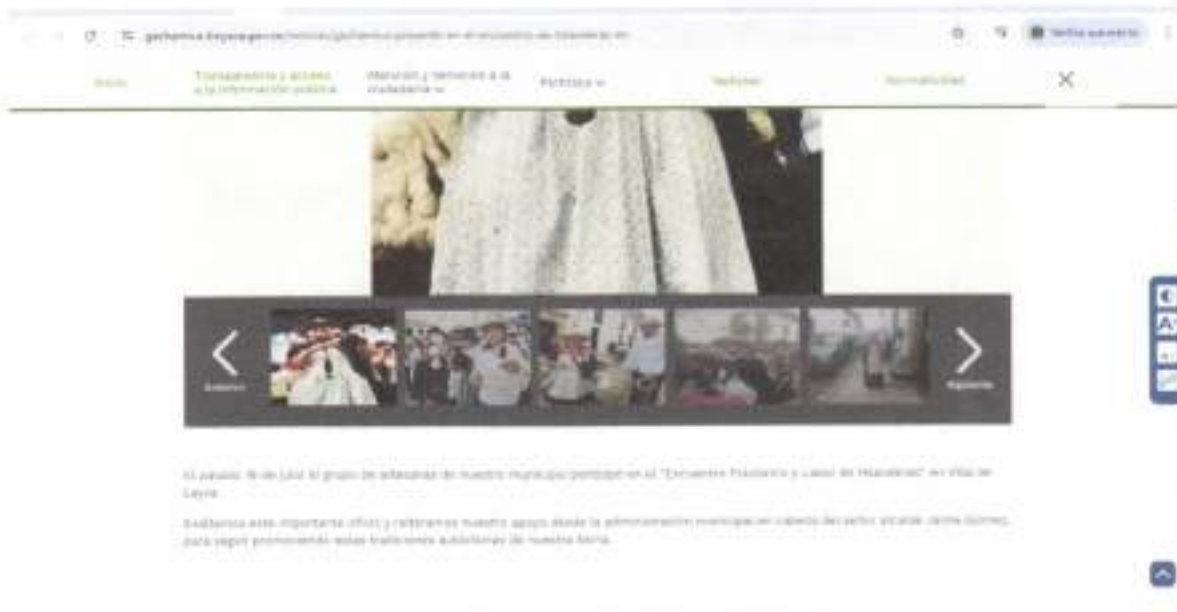 Inicio
Transparencia y acceso
a la información pública
Atención y Servicios a la
ciudadanía
Participa
Noticias
Normatividad
Anterior
Siguiente
A
El pasado 16 de julio el grupo de artesanas de nuestro municipio participó en el "Encuentro Folclórico y Labor de Hilanderas" en Villa de
Leyva.
Exaltamos este importante oficio y reiteramos nuestro apoyo desde la administración municipal en cabeza del señor alcalde Jaime Gómez,
para seguir promoviendo estas tradiciones autóctonas de nuestra tierra.